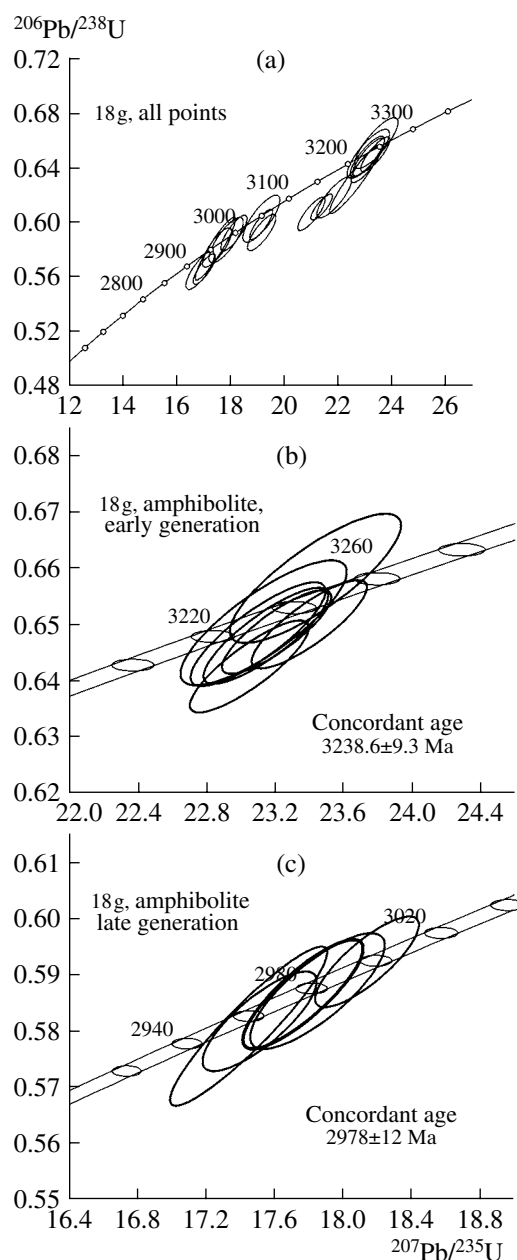 206Pb/238U
0.72
(a)
18g, all points
3300
0.68
3200
0.64
3100
0.60
3000
2900
0.56
2800
0.52
0.48
12 14 16 18 20 22 24 26
0.68
(b)
18g, amphibolite,
early generation
0.67
3260
0.66
3220
0.65
0.64
Concordant age
3238.6±9.3 Ma
0.63
0.62
22.0 22.4 22.8 23.2 23.6 24.0 24.4
0.61
(c)
18g, amphibolite
late generation
0.60
3020
0.59
2980
0.58
2940
0.57
Concordant age
2978±12 Ma
0.56
0.55
16.4 16.8 17.2 17.6 18.0 18.4 18.8
207Pb/235U